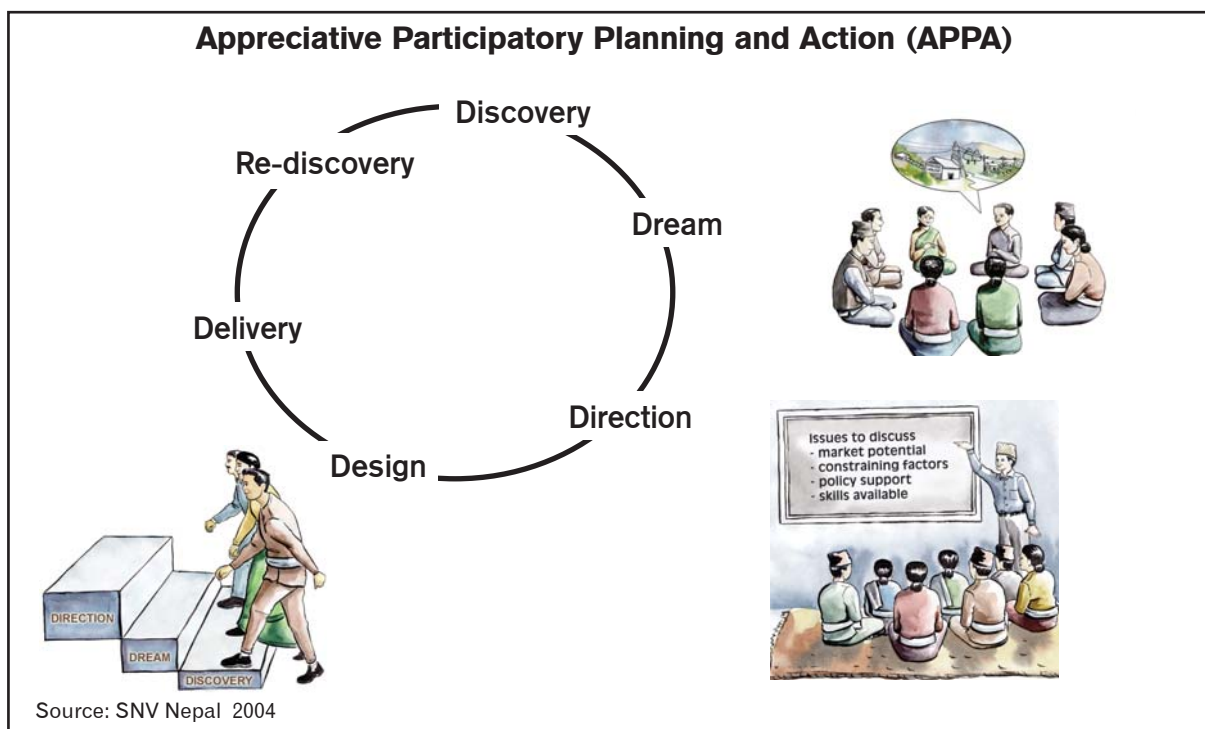 Appreciative Participatory Planning and Action (APPA)
Discovery
Re-discovery
Dream
Delivery
Direction
Design
Issues to discuss
- market potential
- constraining factors
- policy support
- skills available
DIRECTION
DREAM
DISCOVERY
Source: SNV Nepal 2004